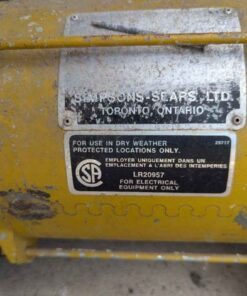 SIMPSONS-SEARS, LTD.
TORONTO, ONTARIO
FOR USE IN DRY WEATHER
PROTECTED LOCATIONS ONLY.
EMPLOYER UNIQUEMENT DANS UN
EMPLACEMENT A L'ABRI DES INTEMPERIES
LR20957
FOR ELECTRICAL
EQUIPMENT ONLY